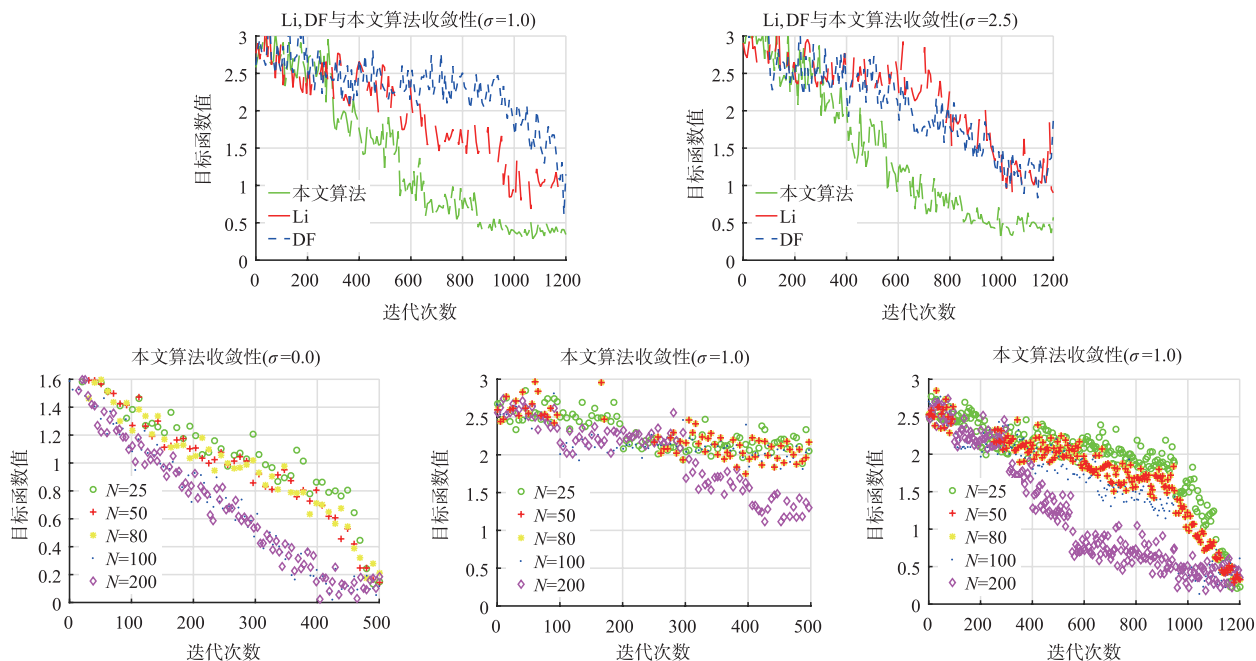 Li,DF与本文算法收敛性(σ=1.0)
3
2.5
2
1.5
1
0.5
0
目标函数值
本文算法
Li
DF
0 200 400 600 800 1000 1200
迭代次数
Li,DF与本文算法收敛性(σ=2.5)
3
2.5
2
1.5
1
0.5
0
目标函数值
本文算法
Li
DF
0 200 400 600 800 1000 1200
迭代次数
本文算法收敛性(σ=0.0)
1.6
1.4
1.2
1.0
0.8
0.6
0.4
0.2
0
目标函数值
N=25
N=50
N=80
N=100
N=200
0 100 200 300 400 500
迭代次数
本文算法收敛性(σ=1.0)
3
2.5
2
1.5
1
0.5
0
目标函数值
N=25
N=50
N=80
N=100
N=200
0 100 200 300 400 500
迭代次数
本文算法收敛性(σ=1.0)
3
2.5
2
1.5
1
0.5
0
目标函数值
N=25
N=50
N=80
N=100
N=200
0 200 400 600 800 1000 1200
迭代次数